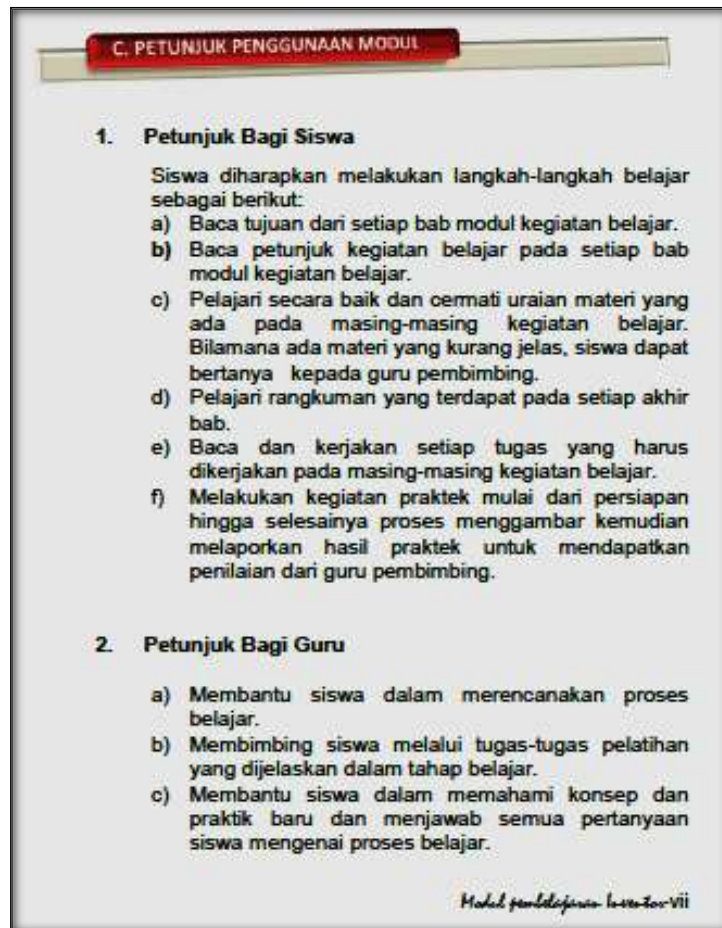 C. PETUNJUK PENGGUNAAN MODUL
1. Petunjuk Bagi Siswa
Siswa diharapkan melakukan langkah-langkah belajar
sebagai berikut:
a) Baca tujuan dari setiap bab modul kegiatan belajar.
b) Baca petunjuk kegiatan belajar pada setiap bab
modul kegiatan belajar.
c) Pelajari secara baik dan cermati uraian materi yang
ada pada masing-masing kegiatan belajar.
Bilamana ada materi yang kurang jelas, siswa dapat
bertanya kepada guru pembimbing.
d) Pelajari rangkuman yang terdapat pada setiap akhir
bab.
e) Baca dan kerjakan setiap tugas yang harus
dikerjakan pada masing-masing kegiatan belajar.
f) Melakukan kegiatan praktek mulai dari persiapan
hingga selesainya proses menggambar kemudian
melaporkan hasil praktek untuk mendapatkan
penilaian dari guru pembimbing.
2. Petunjuk Bagi Guru
a) Membantu siswa dalam merencanakan proses
belajar.
b) Membimbing siswa melalui tugas-tugas pelatihan
yang dijelaskan dalam tahap belajar.
c) Membantu siswa dalam memahami konsep dan
praktik baru dan menjawab semua pertanyaan
siswa mengenai proses belajar.
Modul pembelajaran Inventor-vii